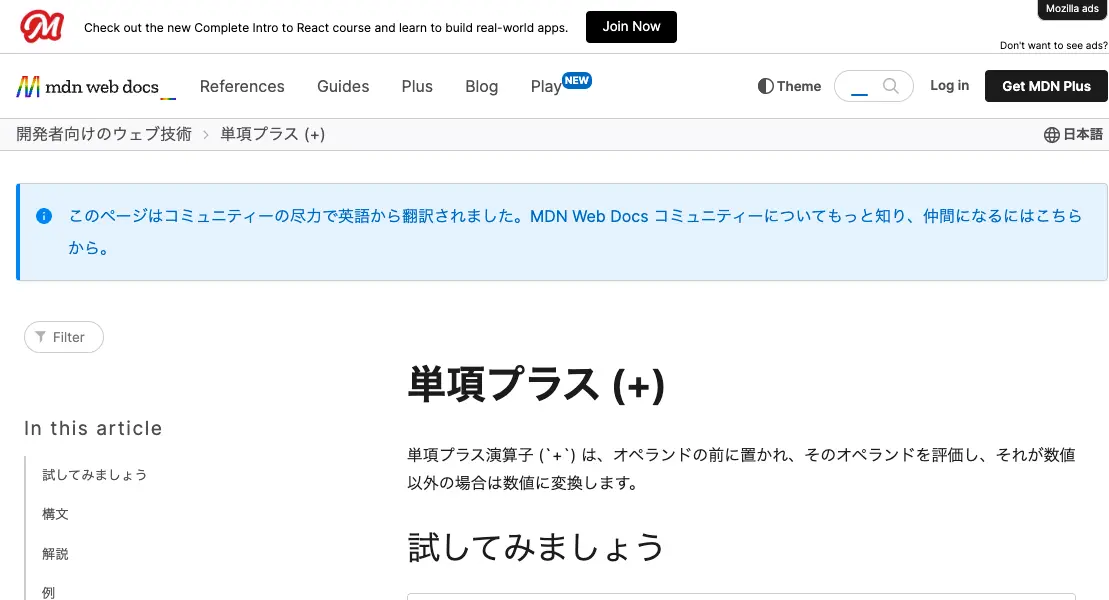 Mozilla ads
Check out the new Complete Intro to React course and learn to build real-world apps.
Join Now
Don't want to see ads?
mdn web docs
References
Guides
Plus
Blog
Play
NEW
Theme
Log in
Get MDN Plus
開発者向けのウェブ技術 › 単項プラス (+)
日本語
このページはコミュニティーの尽力で英語から翻訳されました。MDN Web Docs コミュニティーについてもっと知り、仲間になるにはこちら
から。
Filter
In this article
試してみましょう
構文
解説
例
単項プラス (+)
単項プラス演算子 (`+`) は、オペランドの前に置かれ、そのオペランドを評価し、それが数値
以外の場合は数値に変換します。
試してみましょう